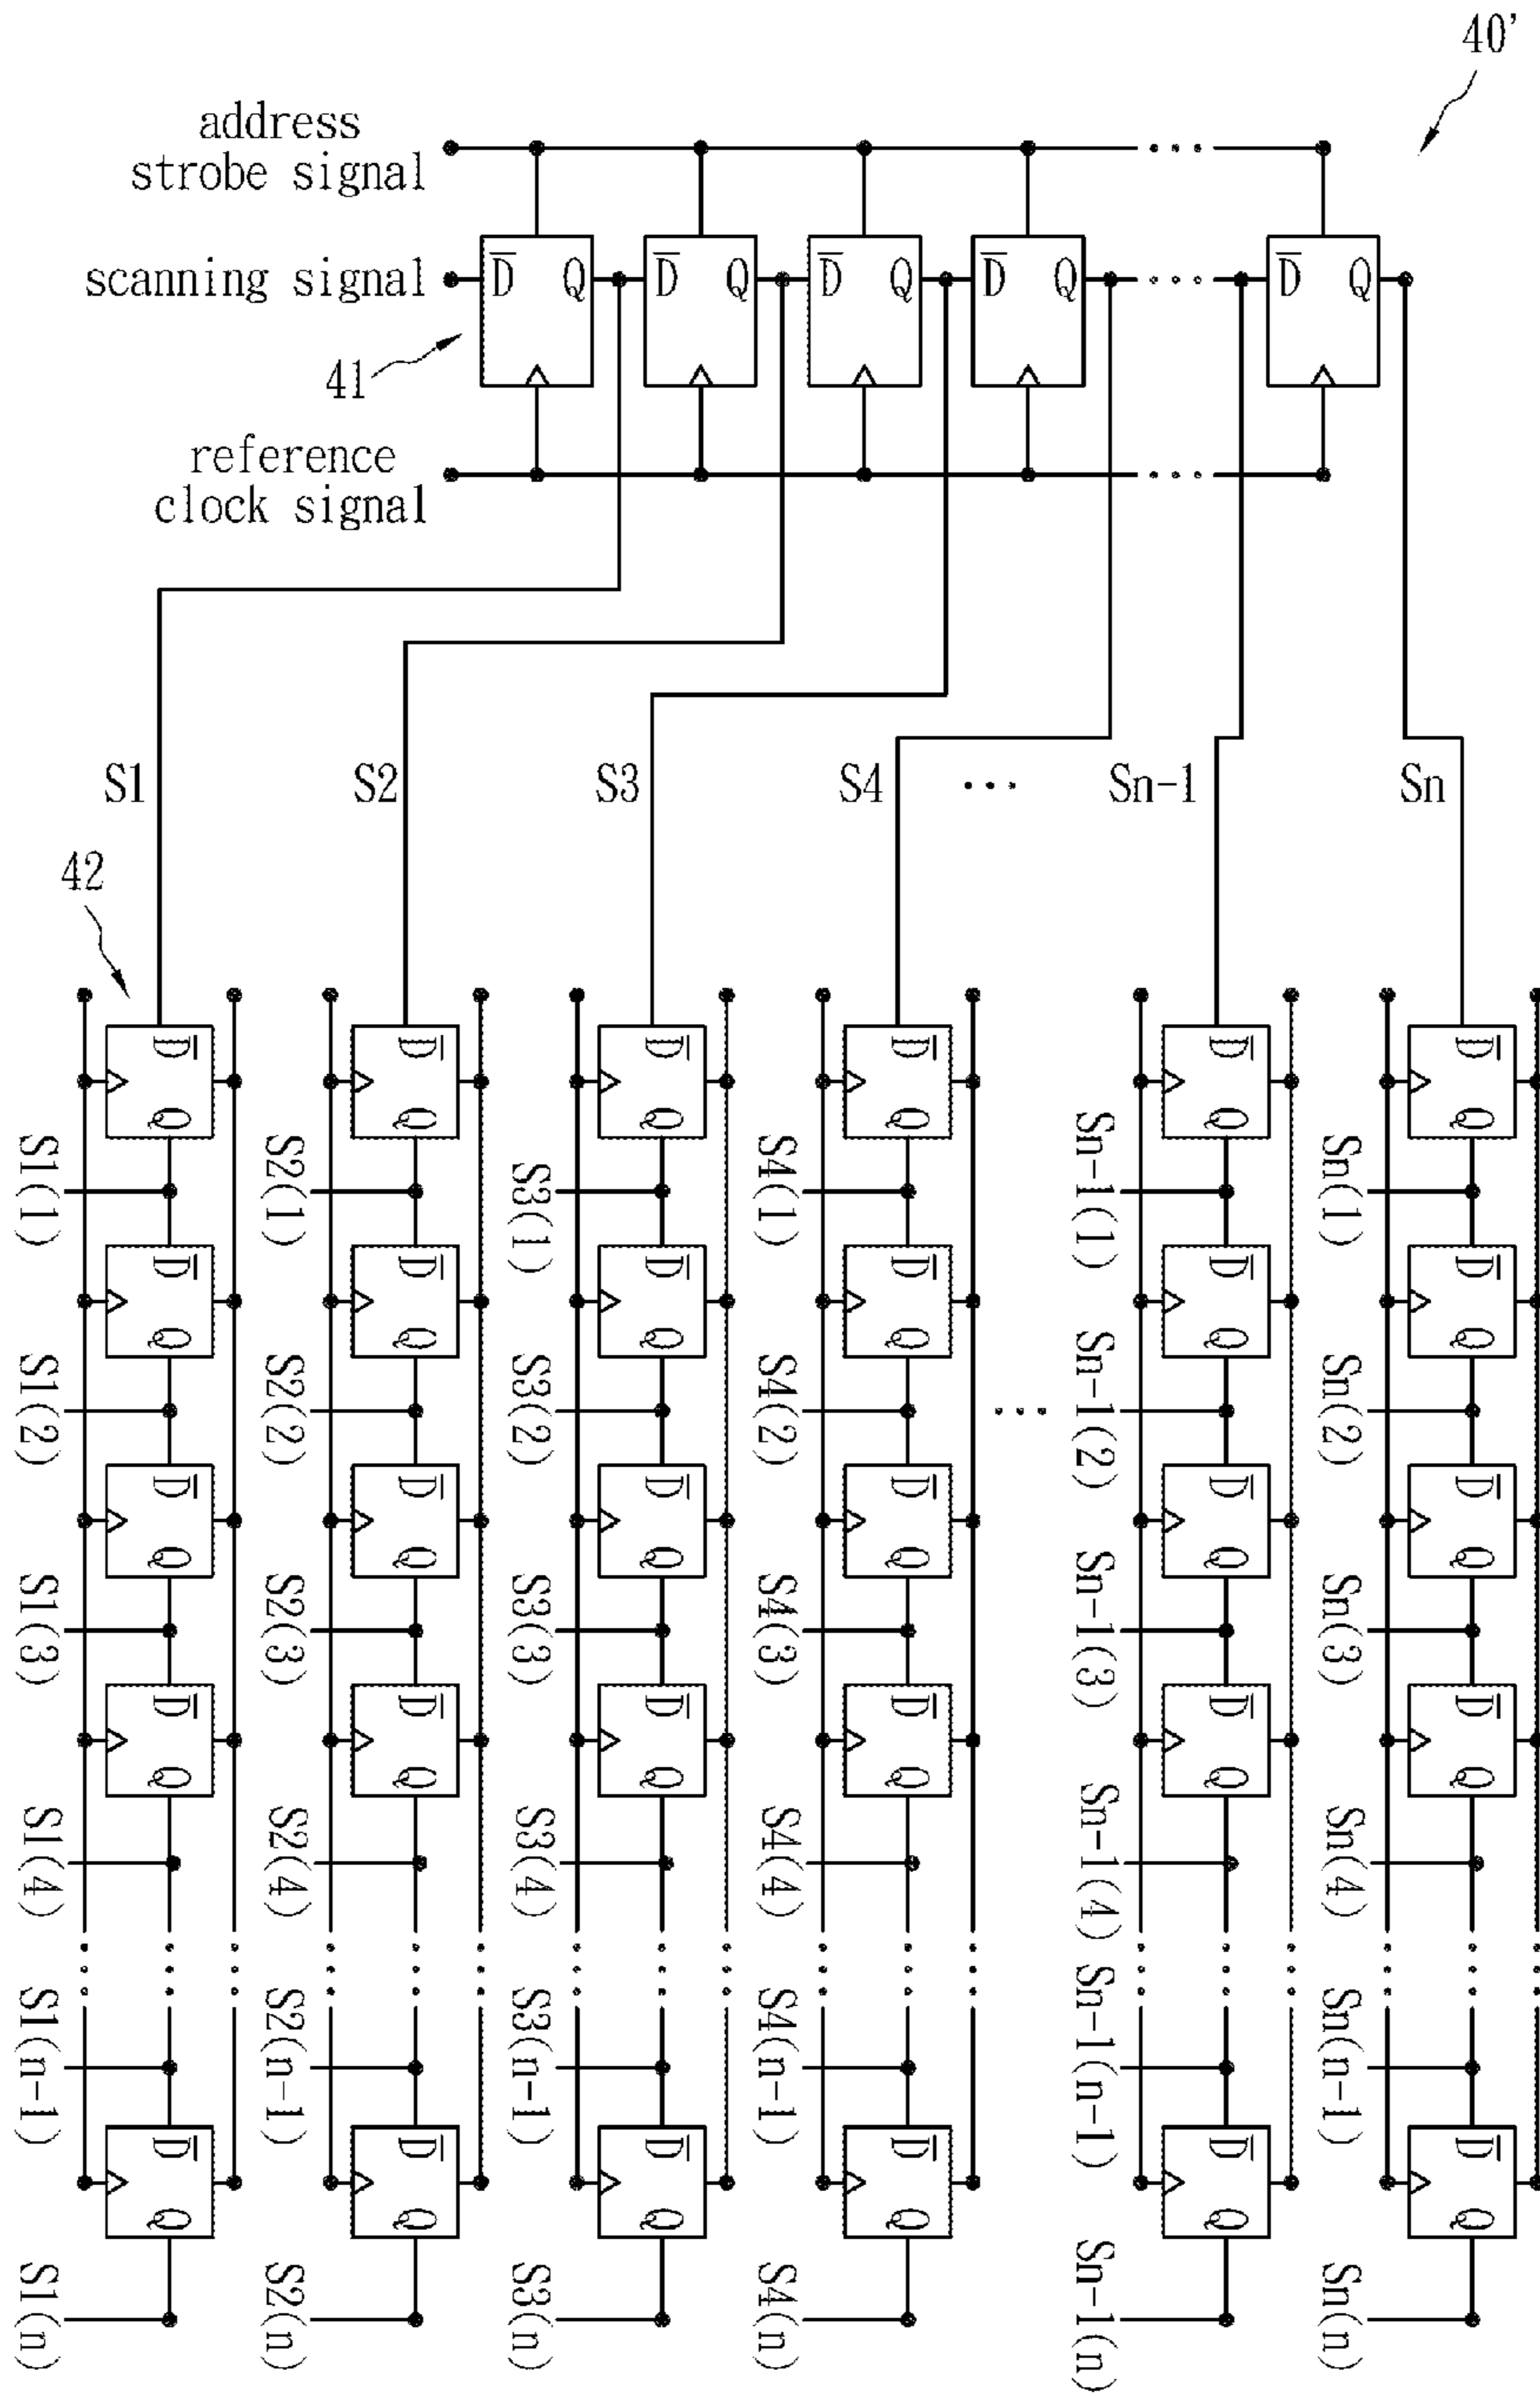 40'
address
strobe signal
scanning signal
D Q D Q D Q D Q D Q
41
reference
clock signal
S1 S2 S3 S4 ... Sn-1 Sn
42
D D D D D D
Q Q Q Q Q Q
S1(1) S2(1) S3(1) S4(1) Sn-1(1) Sn(1)
D D D D D D
Q Q Q Q Q Q
S1(2) S2(2) S3(2) S4(2) ... Sn-1(2) Sn(2)
D D D D D D
Q Q Q Q Q Q
S1(3) S2(3) S3(3) S4(3) Sn-1(3) Sn(3)
D D D D D D
Q Q Q Q Q Q
S1(4) S2(4) S3(4) S4(4) Sn-1(4) Sn(4)
S1(n-1) S2(n-1) S3(n-1) S4(n-1) Sn-1(n-1) Sn(n-1)
D D D D D D
Q Q Q Q Q Q
S1(n) S2(n) S3(n) S4(n) Sn-1(n) Sn(n)